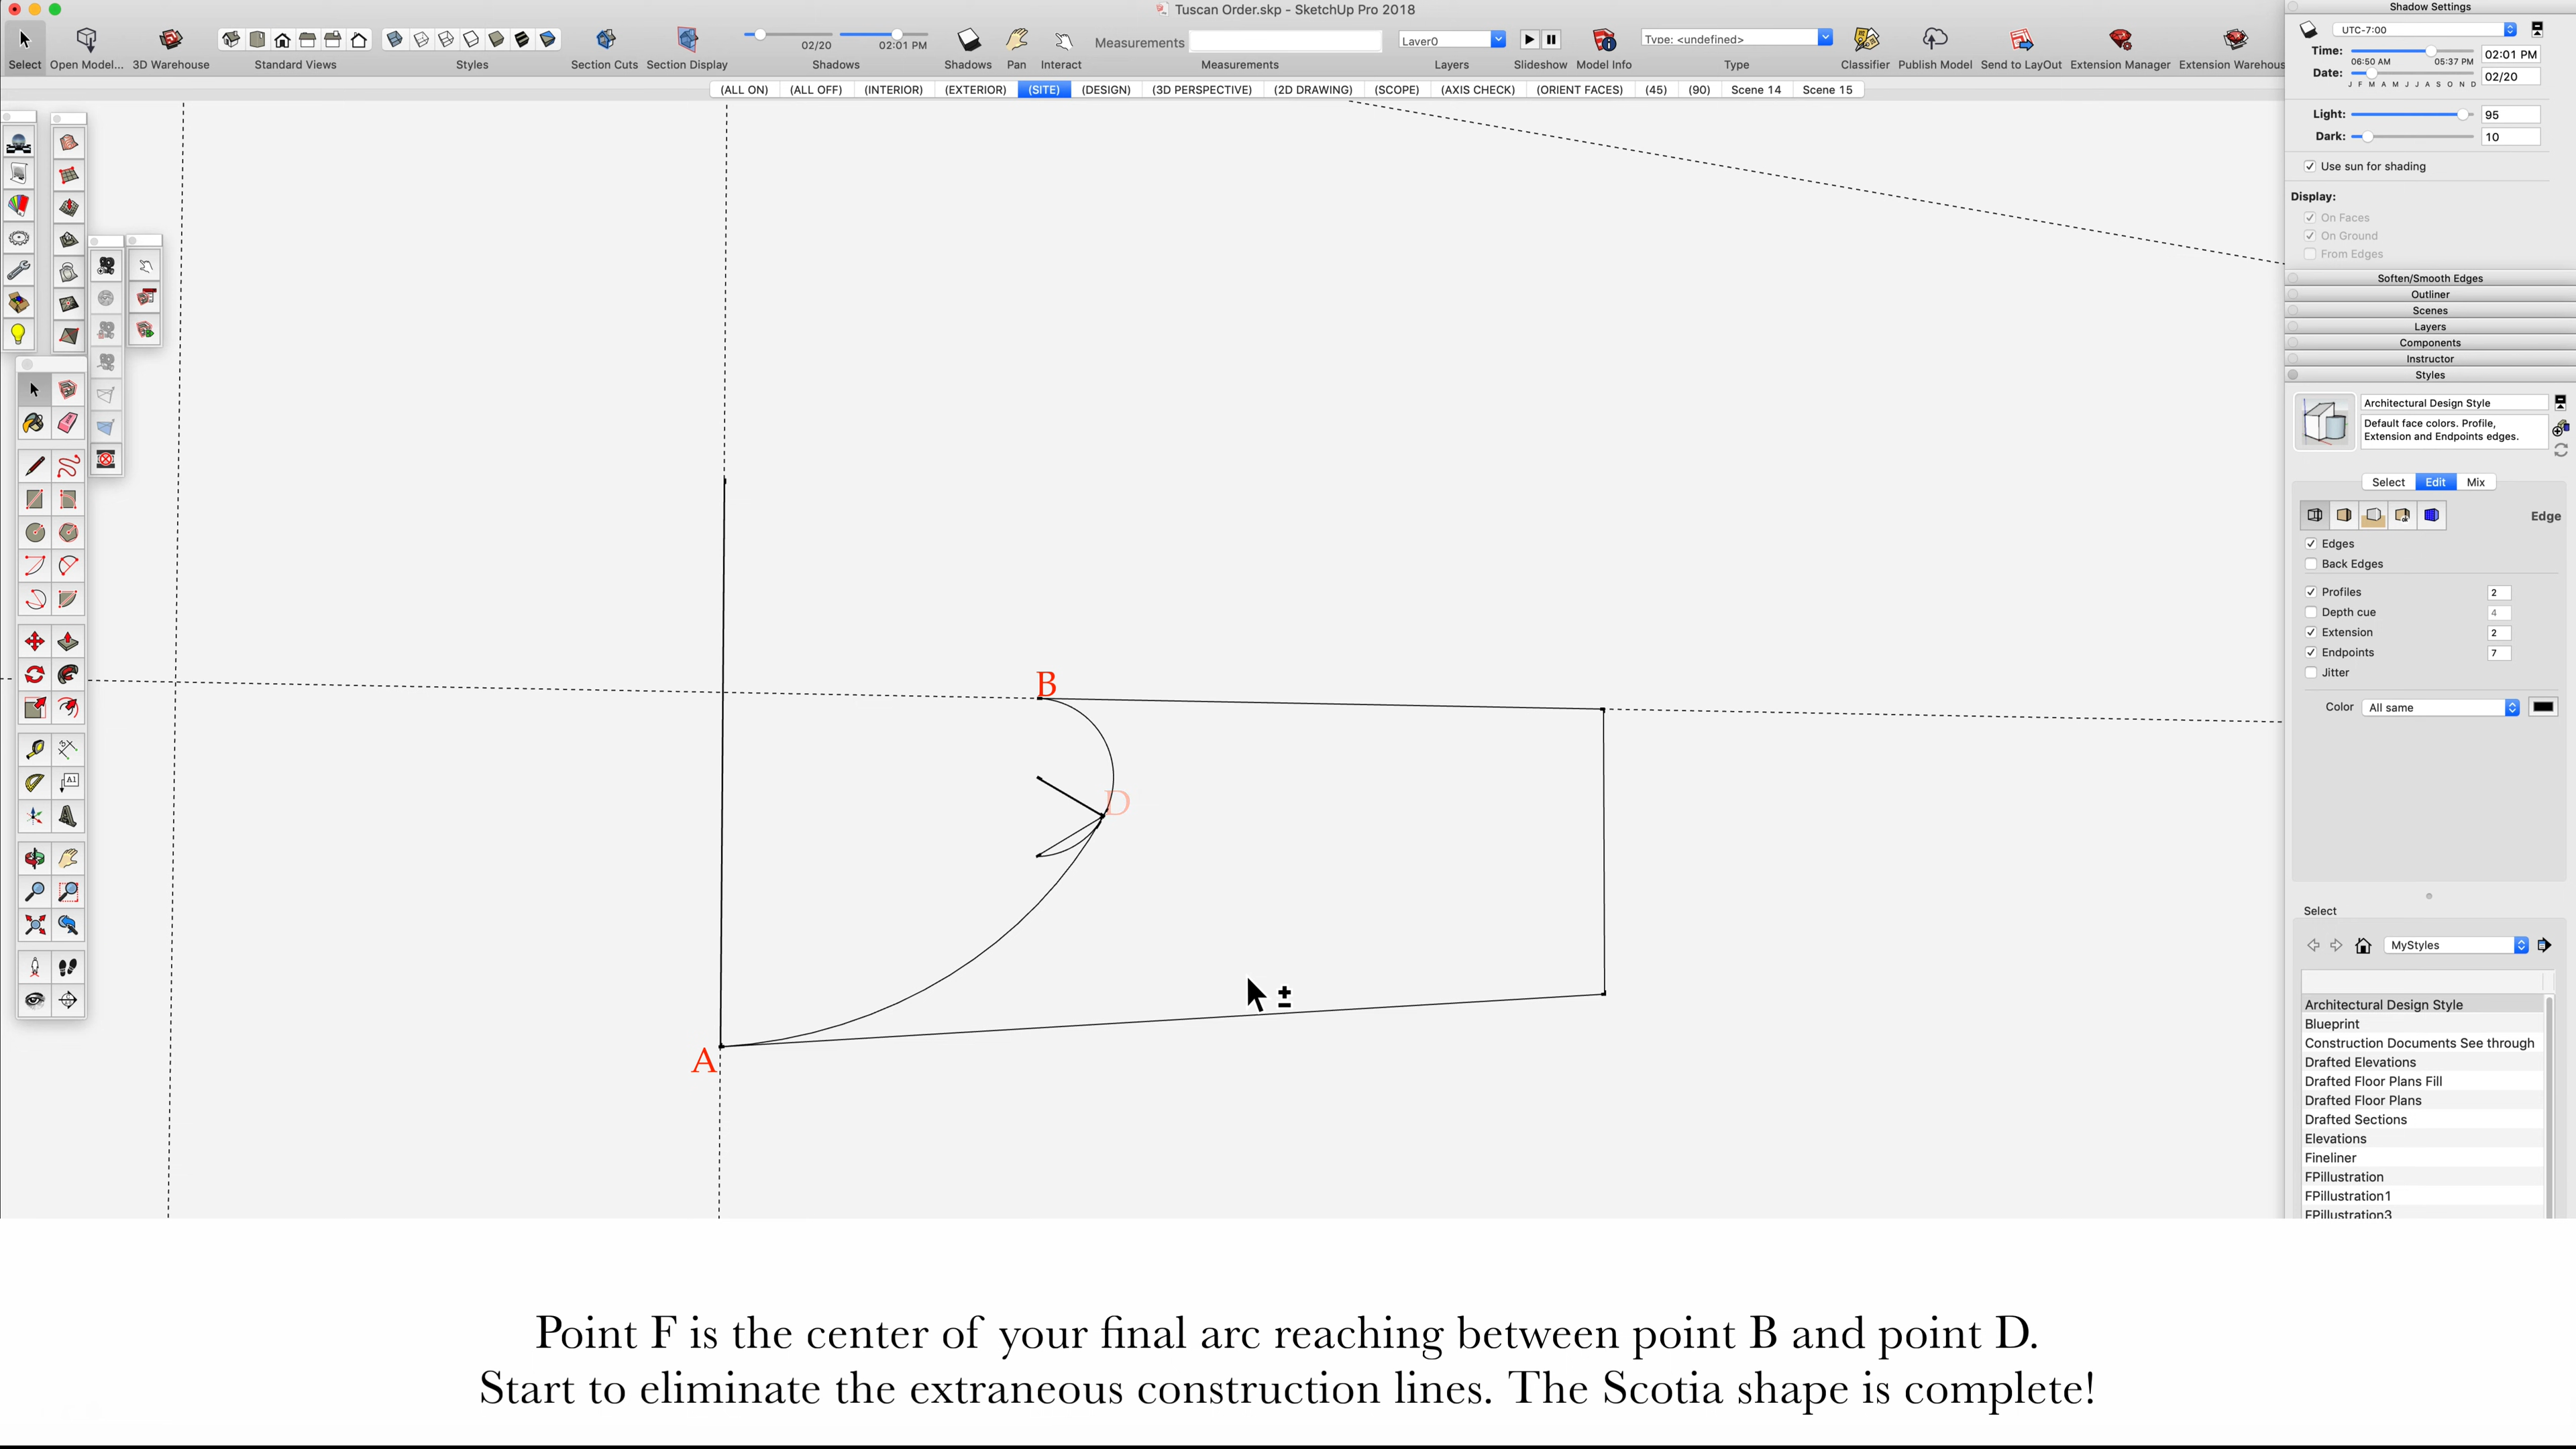 Tuscan Order.skp - SketchUp Pro 2018
Select
Open Model...
3D Warehouse
Standard Views
Styles
Section Cuts
Section Display
02/20
02:01 PM
Shadows
Shadows
Pan
Interact
Measurements
Measurements
Layer0
Layers
Slideshow
Model Info
Type: <undefined>
Type
Classifier
Publish Model
Send to LayOut
Extension Manager
Extension Warehous
(ALL ON)
(ALL OFF)
(INTERIOR)
(EXTERIOR)
(SITE)
(DESIGN)
(3D PERSPECTIVE)
(2D DRAWING)
(SCOPE)
(AXIS CHECK)
(ORIENT FACES)
(45)
(90)
Scene 14
Scene 15
Shadow Settings
UTC-7:00
Time:
02:01 PM
06:50 AM
05:37 PM
Date:
02/20
J F M A M J J A S O N D
Light:
95
Dark:
10
Use sun for shading
Display:
On Faces
On Ground
From Edges
Soften/Smooth Edges
Outliner
Scenes
Layers
Components
Instructor
Styles
Architectural Design Style
Default face colors. Profile,
Extension and Endpoints edges.
Select
Edit
Mix
Edge
Edges
Back Edges
Profiles
2
Depth cue
4
Extension
2
Endpoints
7
Jitter
Color
All same
Select
MyStyles
Architectural Design Style
Blueprint
Construction Documents See through
Drafted Elevations
Drafted Floor Plans Fill
Drafted Floor Plans
Drafted Sections
Elevations
Fineliner
FPillustration
FPillustration1
FPillustration3
A1
B
D
A
Point F is the center of your final arc reaching between point B and point D.
Start to eliminate the extraneous construction lines. The Scotia shape is complete!